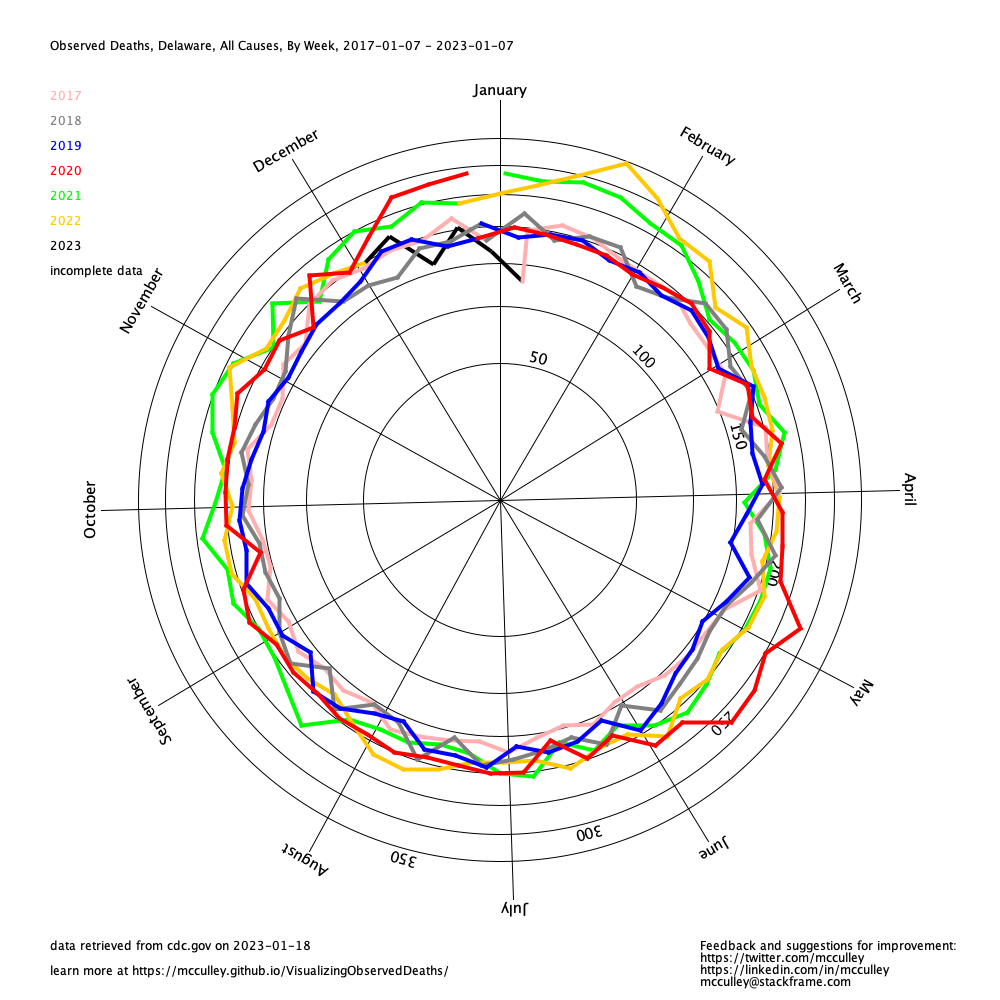 Observed Deaths, Delaware, All Causes, By Week, 2017-01-07 - 2023-01-07
January
2017
2018
2019
2020
2021
2022
2023
incomplete data
December
February
November
March
50
100
150
October
April
200
September
May
250
300
350
August
June
July
data retrieved from cdc.gov on 2023-01-18
learn more at https://mcculley.github.io/VisualizingObservedDeaths/
Feedback and suggestions for improvement:
https://twitter.com/mcculley
https://linkedin.com/in/mcculley
mcculley@stackframe.com